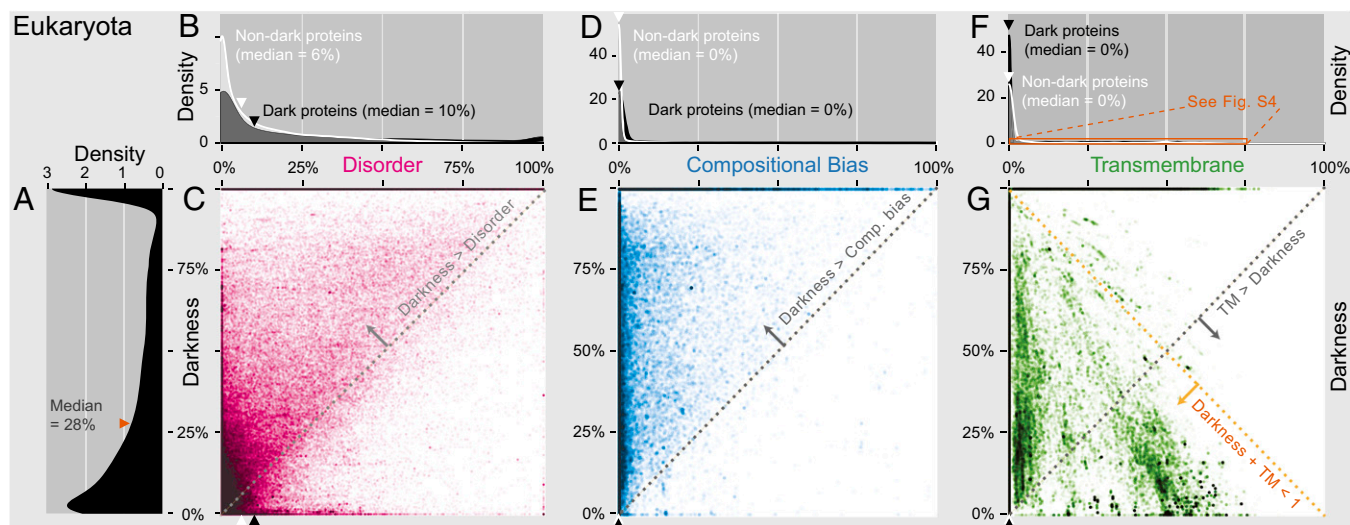 Eukaryota
B
Density
5
0
Non-dark proteins
(median = 6%)
Dark proteins (median = 10%)
0%
25%
Disorder
75%
100%
D
40
20
0
Non-dark proteins
(median = 0%)
Dark proteins (median = 0%)
0%
Compositional Bias
100%
F
40
20
0
Dark proteins
(median = 0%)
Non-dark proteins
(median = 0%)
See Fig. S4
Density
0%
Transmembrane
100%
Density
3
2
1
0
A
Median
= 28%
C
Darkness
75%
50%
25%
0%
Darkness > Disorder
E
75%
50%
25%
0%
Darkness > Comp. bias
G
75%
50%
25%
0%
TM > Darkness
Darkness + TM < 1
Darkness